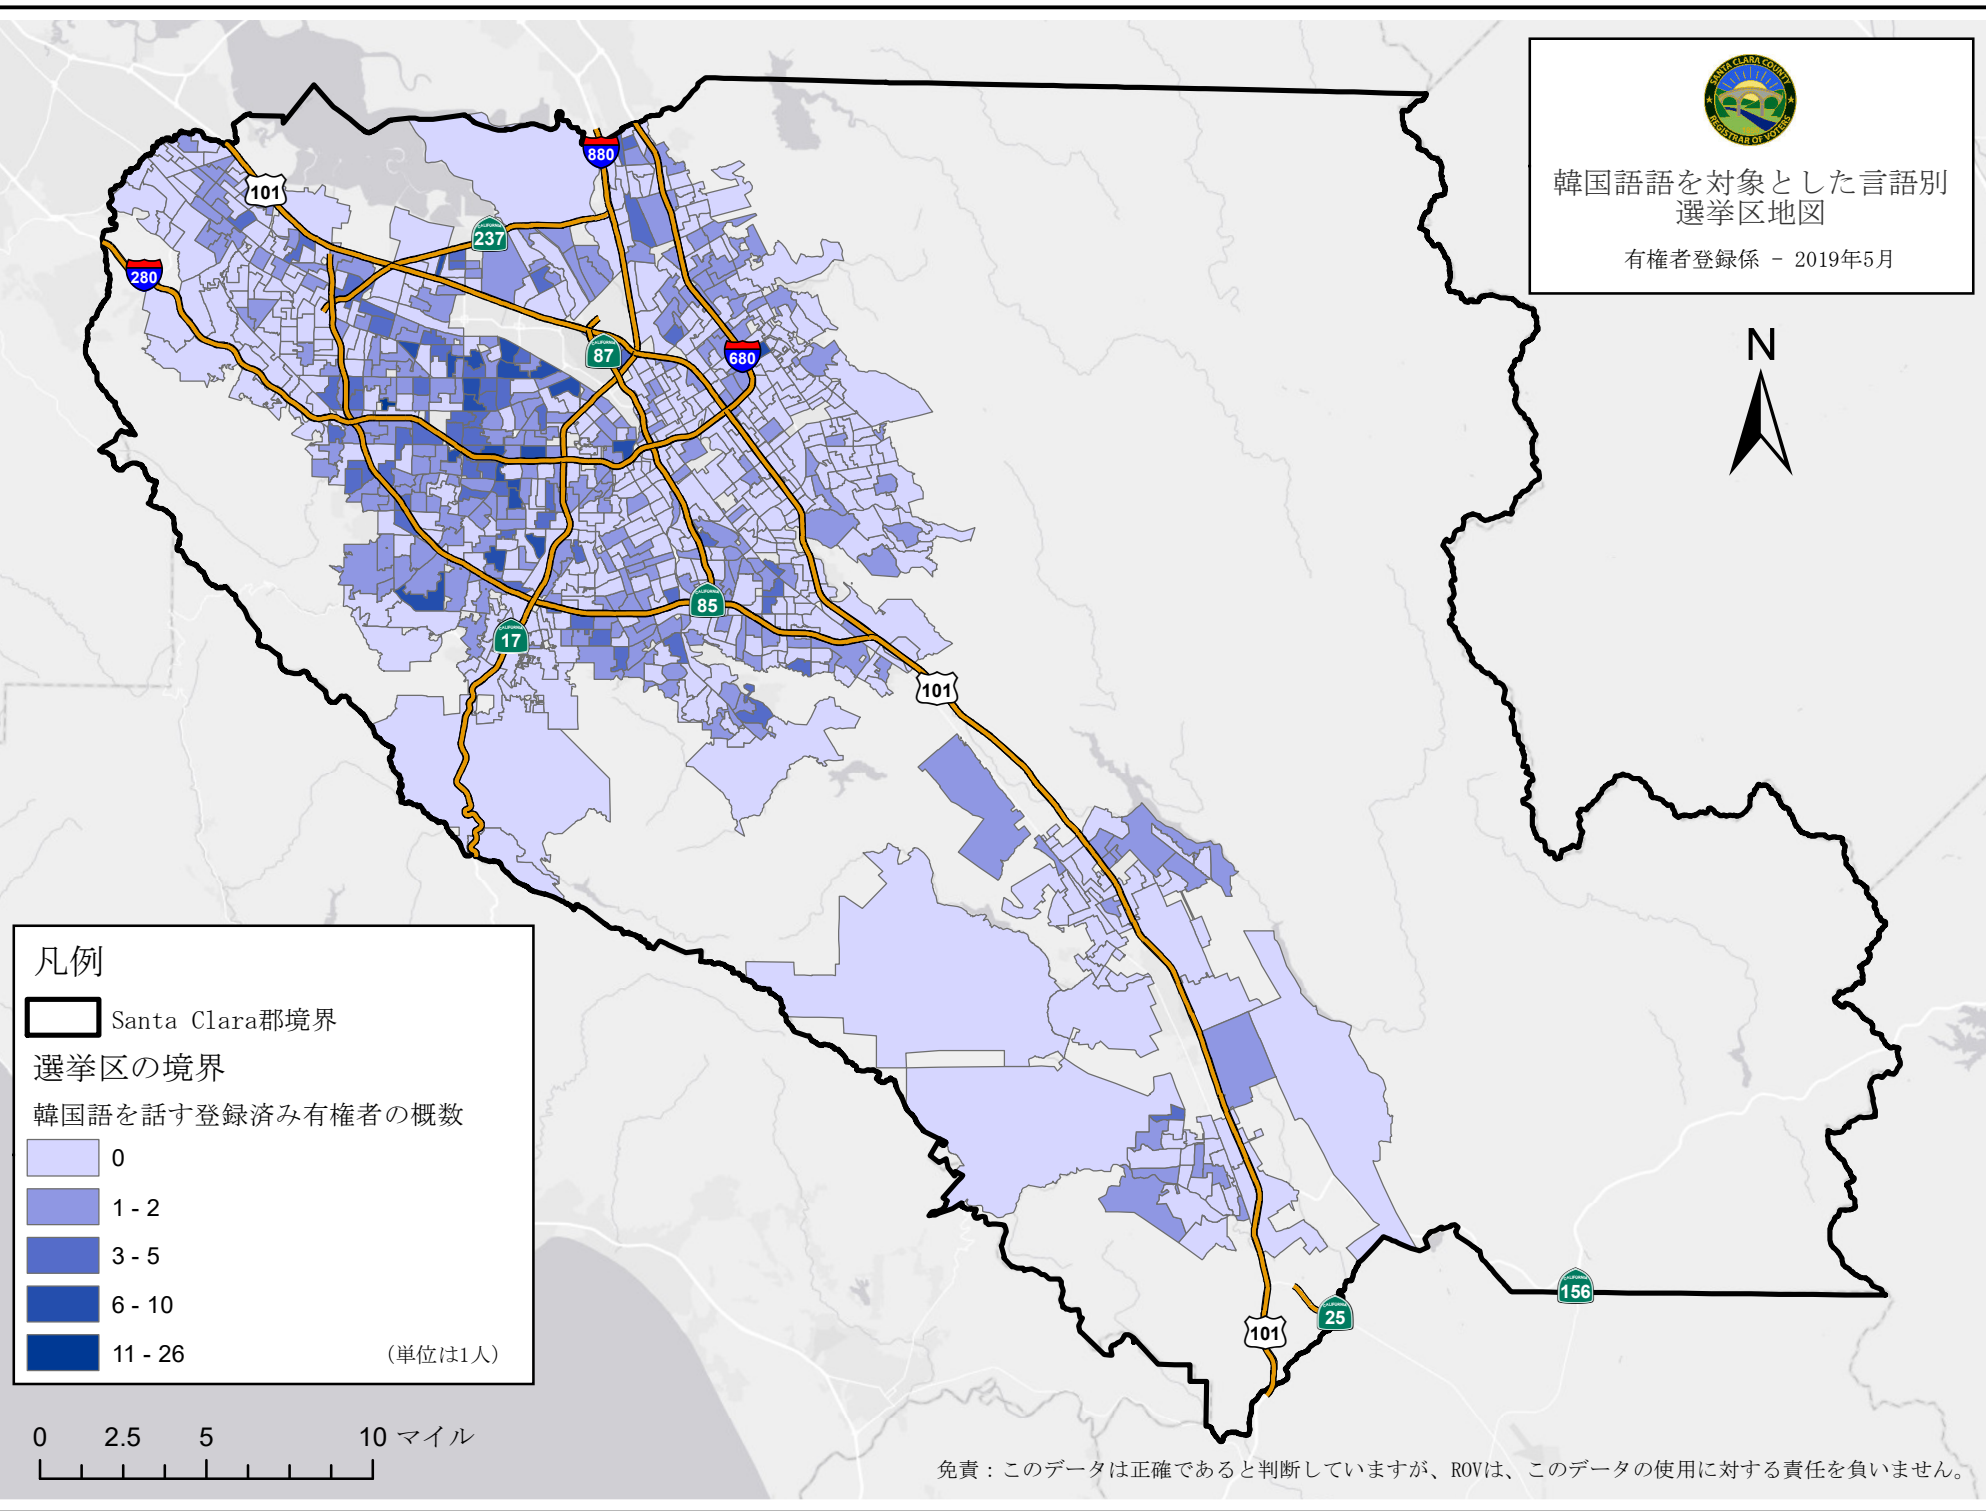 SANTA CLARA COUNTY
REGISTRAR OF VOTERS
韓国語語を対象とした言語別
選挙区地図
有権者登録係 - 2019年5月
N
880
101
237
280
87
680
85
17
101
156
25
101
凡例
Santa Clara郡境界
選挙区の境界
韓国語を話す登録済み有権者の概数
0
1 - 2
3 - 5
6 - 10
11 - 26
(単位は1人)
0 2.5 5 10 マイル
免責：このデータは正確であると判断していますが、ROVは、このデータの使用に対する責任を負いません。